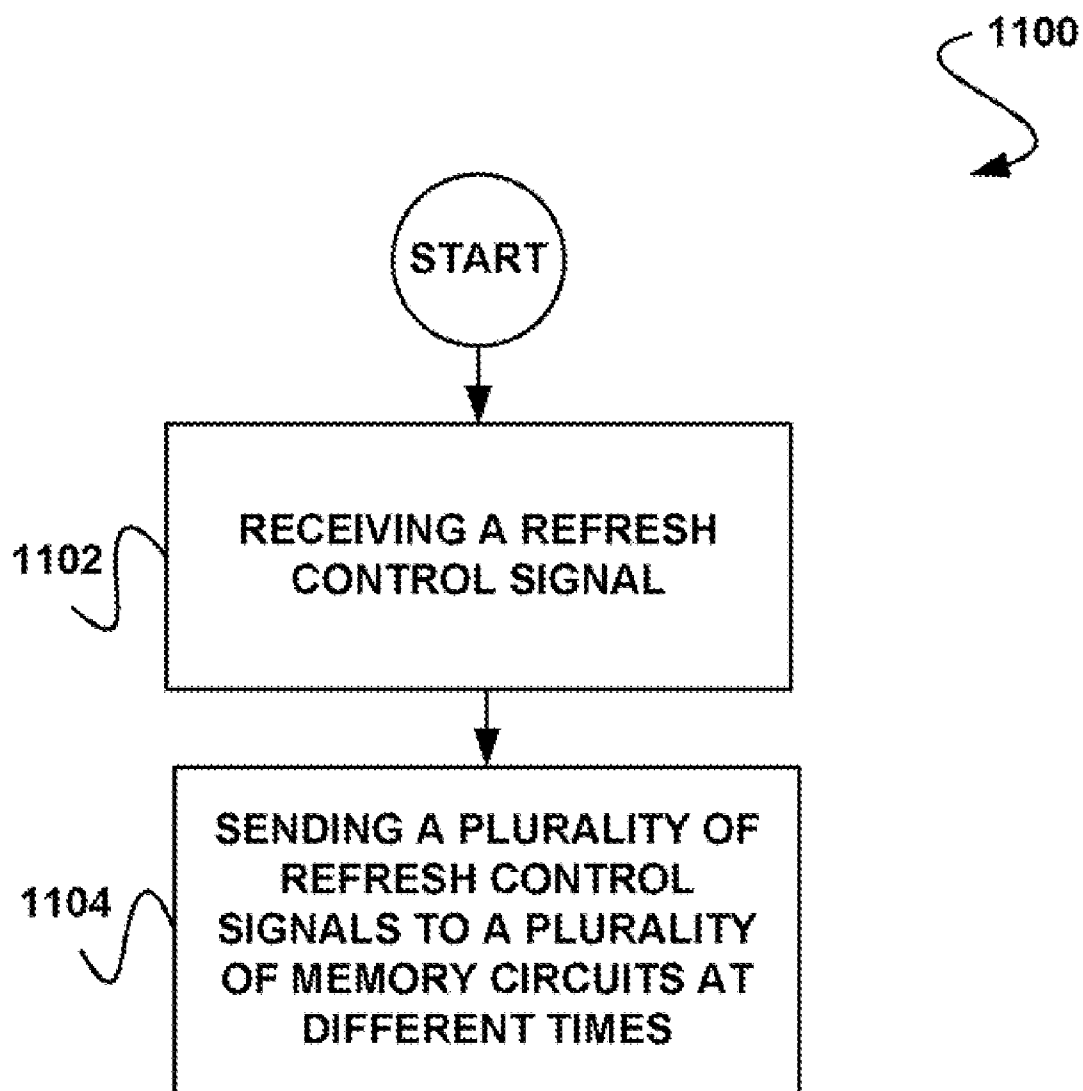 1100
START
RECEIVING A REFRESH
CONTROL SIGNAL
1102
SENDING A PLURALITY OF
REFRESH CONTROL
SIGNALS TO A PLURALITY
OF MEMORY CIRCUITS AT
DIFFERENT TIMES
1104